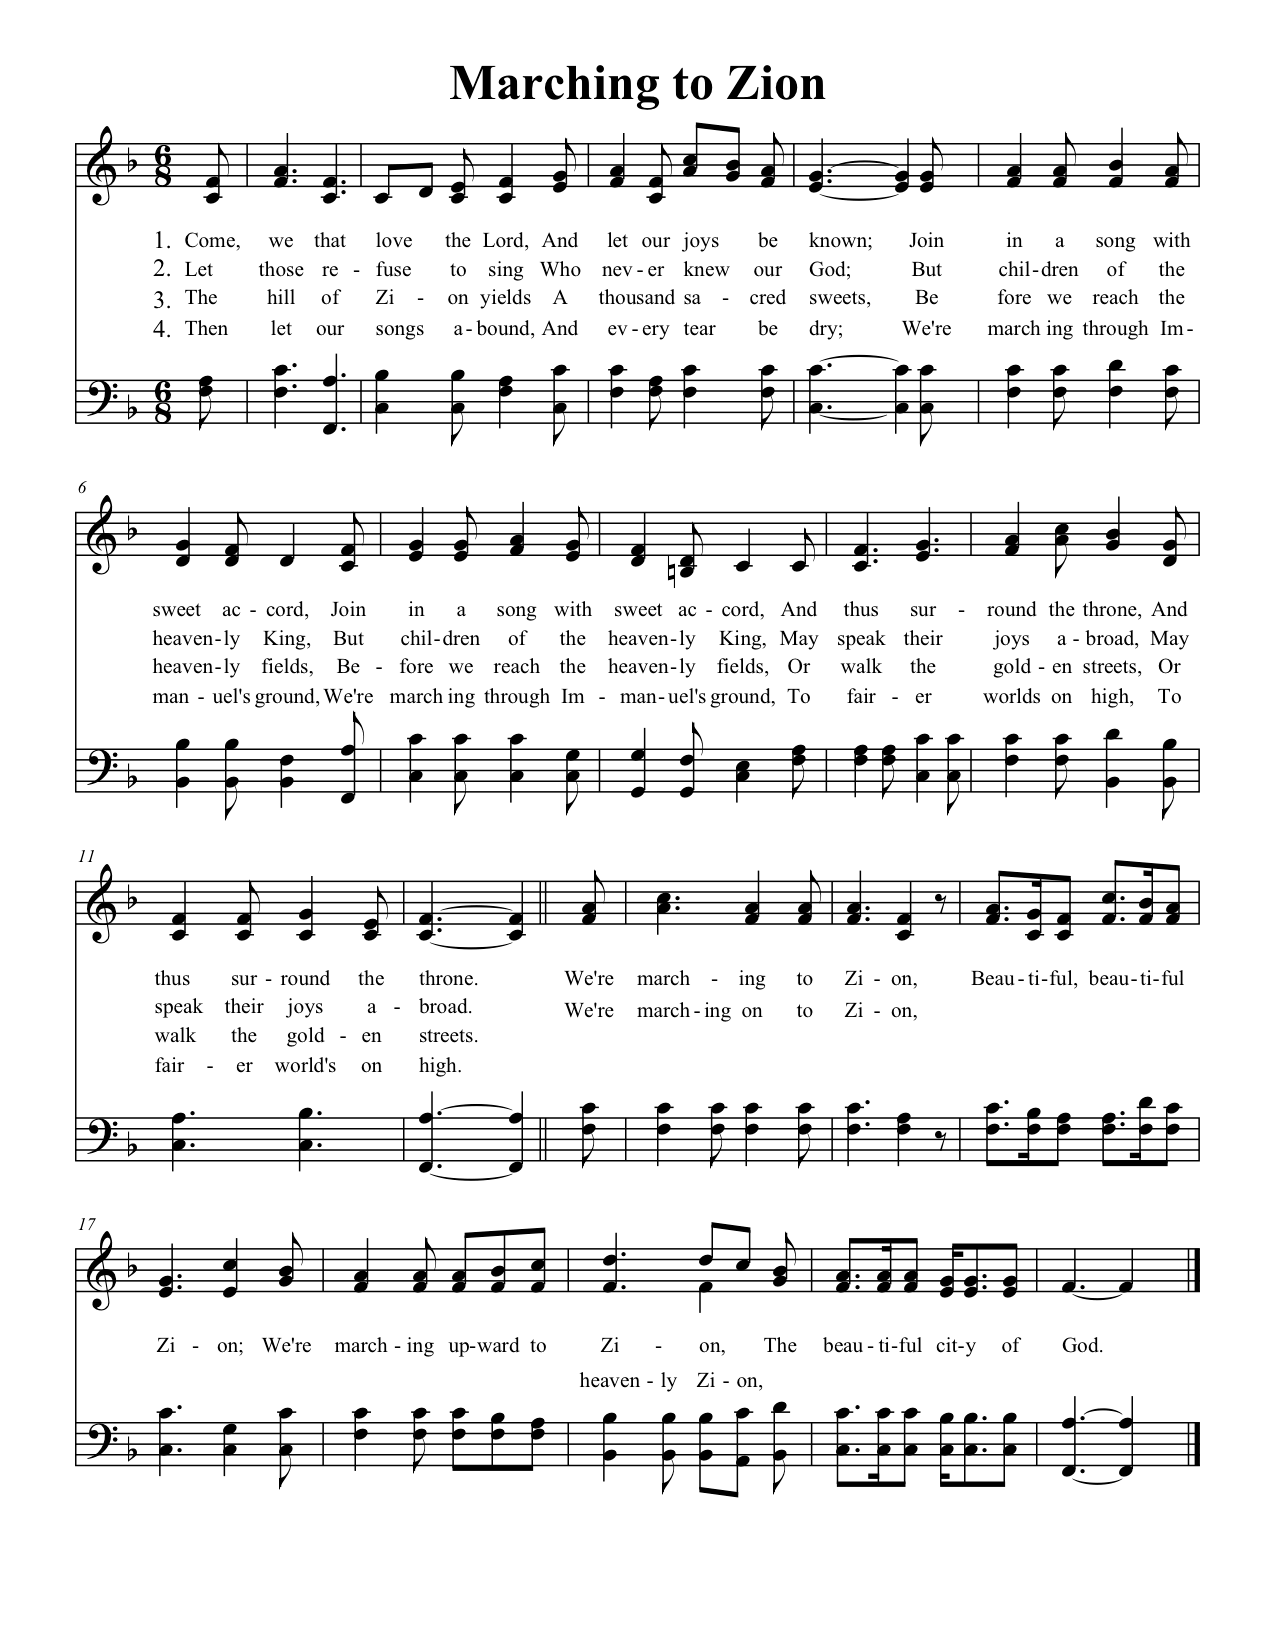 Marching to Zion
6 8
1. Come, we that love the Lord, And let our joys be known; Join in a song with
2. Let those re - fuse to sing Who nev - er knew our God; But chil - dren of the
3. The hill of Zi - on yields A thousand sa - cred sweets, Be fore we reach the
4. Then let our songs a - bound, And ev - ery tear be dry; We're march ing through Im -
6 8
6
sweet ac - cord, Join in a song with sweet ac - cord, And thus sur - round the throne, And
heaven - ly King, But chil - dren of the heaven - ly King, May speak their joys a - broad, May
heaven - ly fields, Be - fore we reach the heaven - ly fields, Or walk the gold - en streets, Or
man - uel's ground, We're march ing through Im - man - uel's ground, To fair - er worlds on high, To
11
thus sur - round the throne. We're march - ing to Zi - on, Beau - ti - ful, beau - ti - ful
speak their joys a - broad. We're march - ing on to Zi - on,
walk the gold - en streets.
fair - er world's on high.
17
Zi - on; We're march - ing up - ward to Zi - on, The beau - ti - ful cit - y of God.
heaven - ly Zi - on,